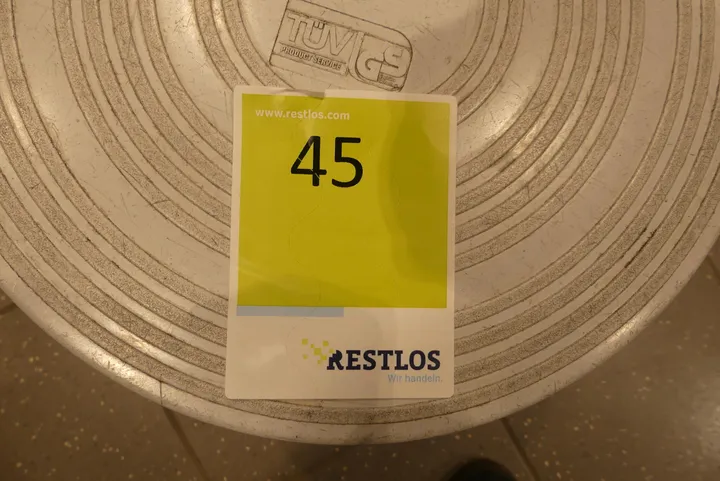 TÜV GS
PRODUCT SERVICE
www.restlos.com
45
RESTLOS
Wir handeln.